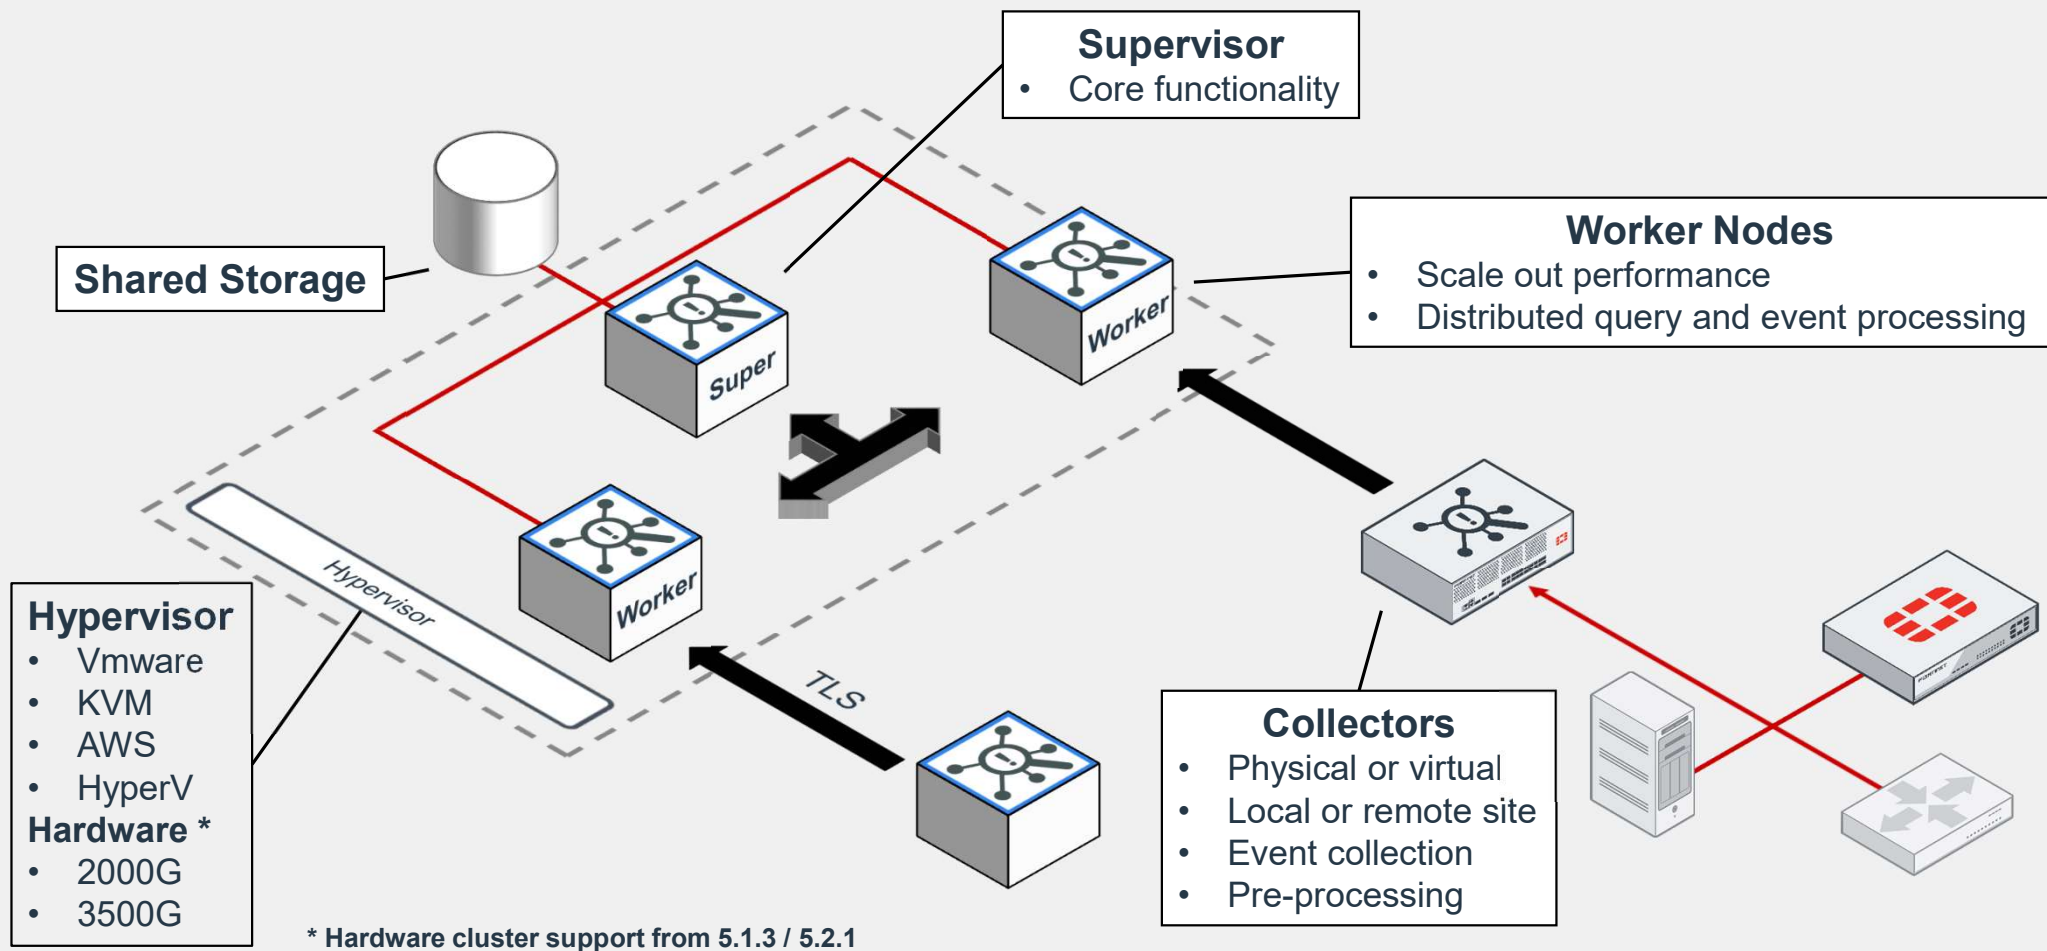 Supervisor
• Core functionality
Shared Storage
Worker Nodes
• Scale out performance
• Distributed query and event processing
Worker
Super
Worker
Hypervisor
Hypervisor
• Vmware
• KVM
• AWS
• HyperV
Hardware *
• 2000G
• 3500G
TLS
Collectors
• Physical or virtual
• Local or remote site
• Event collection
• Pre-processing
FORTINET
* Hardware cluster support from 5.1.3 / 5.2.1